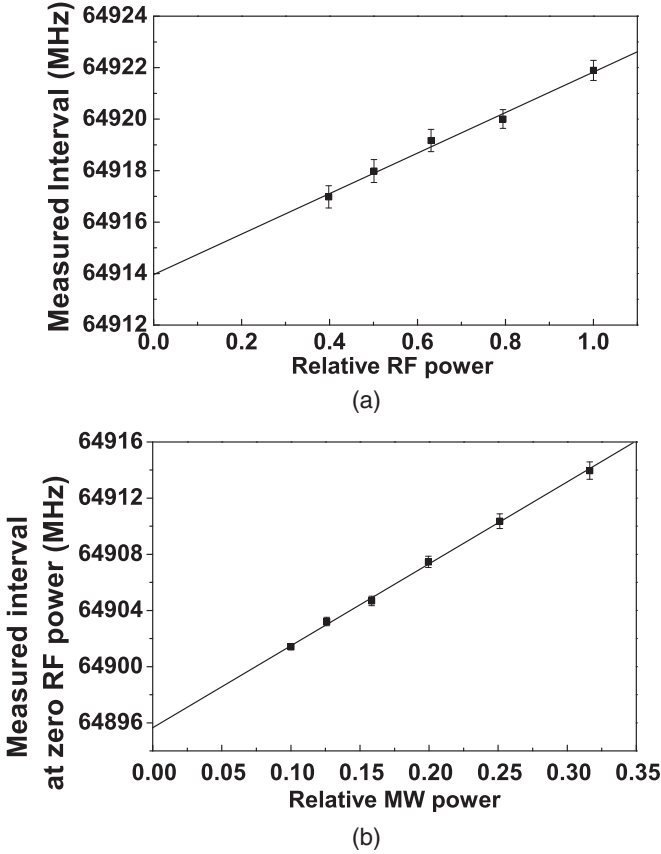 64924
64922
64920
64918
64916
64914
64912
Measured Interval (MHz)
0.0 0.2 0.4 0.6 0.8 1.0
Relative RF power
(a)
64916
64912
64908
64904
64900
64896
Measured interval
at zero RF power (MHz)
0.00 0.05 0.10 0.15 0.20 0.25 0.30 0.35
Relative MW power
(b)